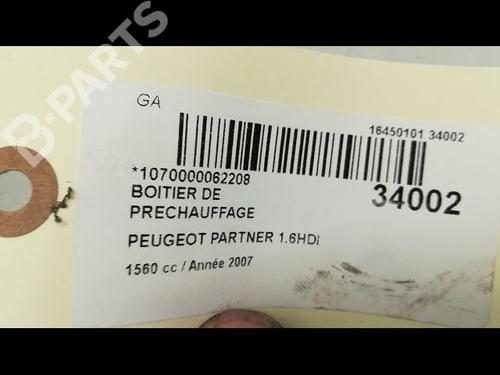 B-PARTS
GA
16450101 34002
*1070000062208
34002
BOITIER DE
PRECHAUFFAGE
PEUGEOT PARTNER 1.6HDI
1560 cc / Année 2007